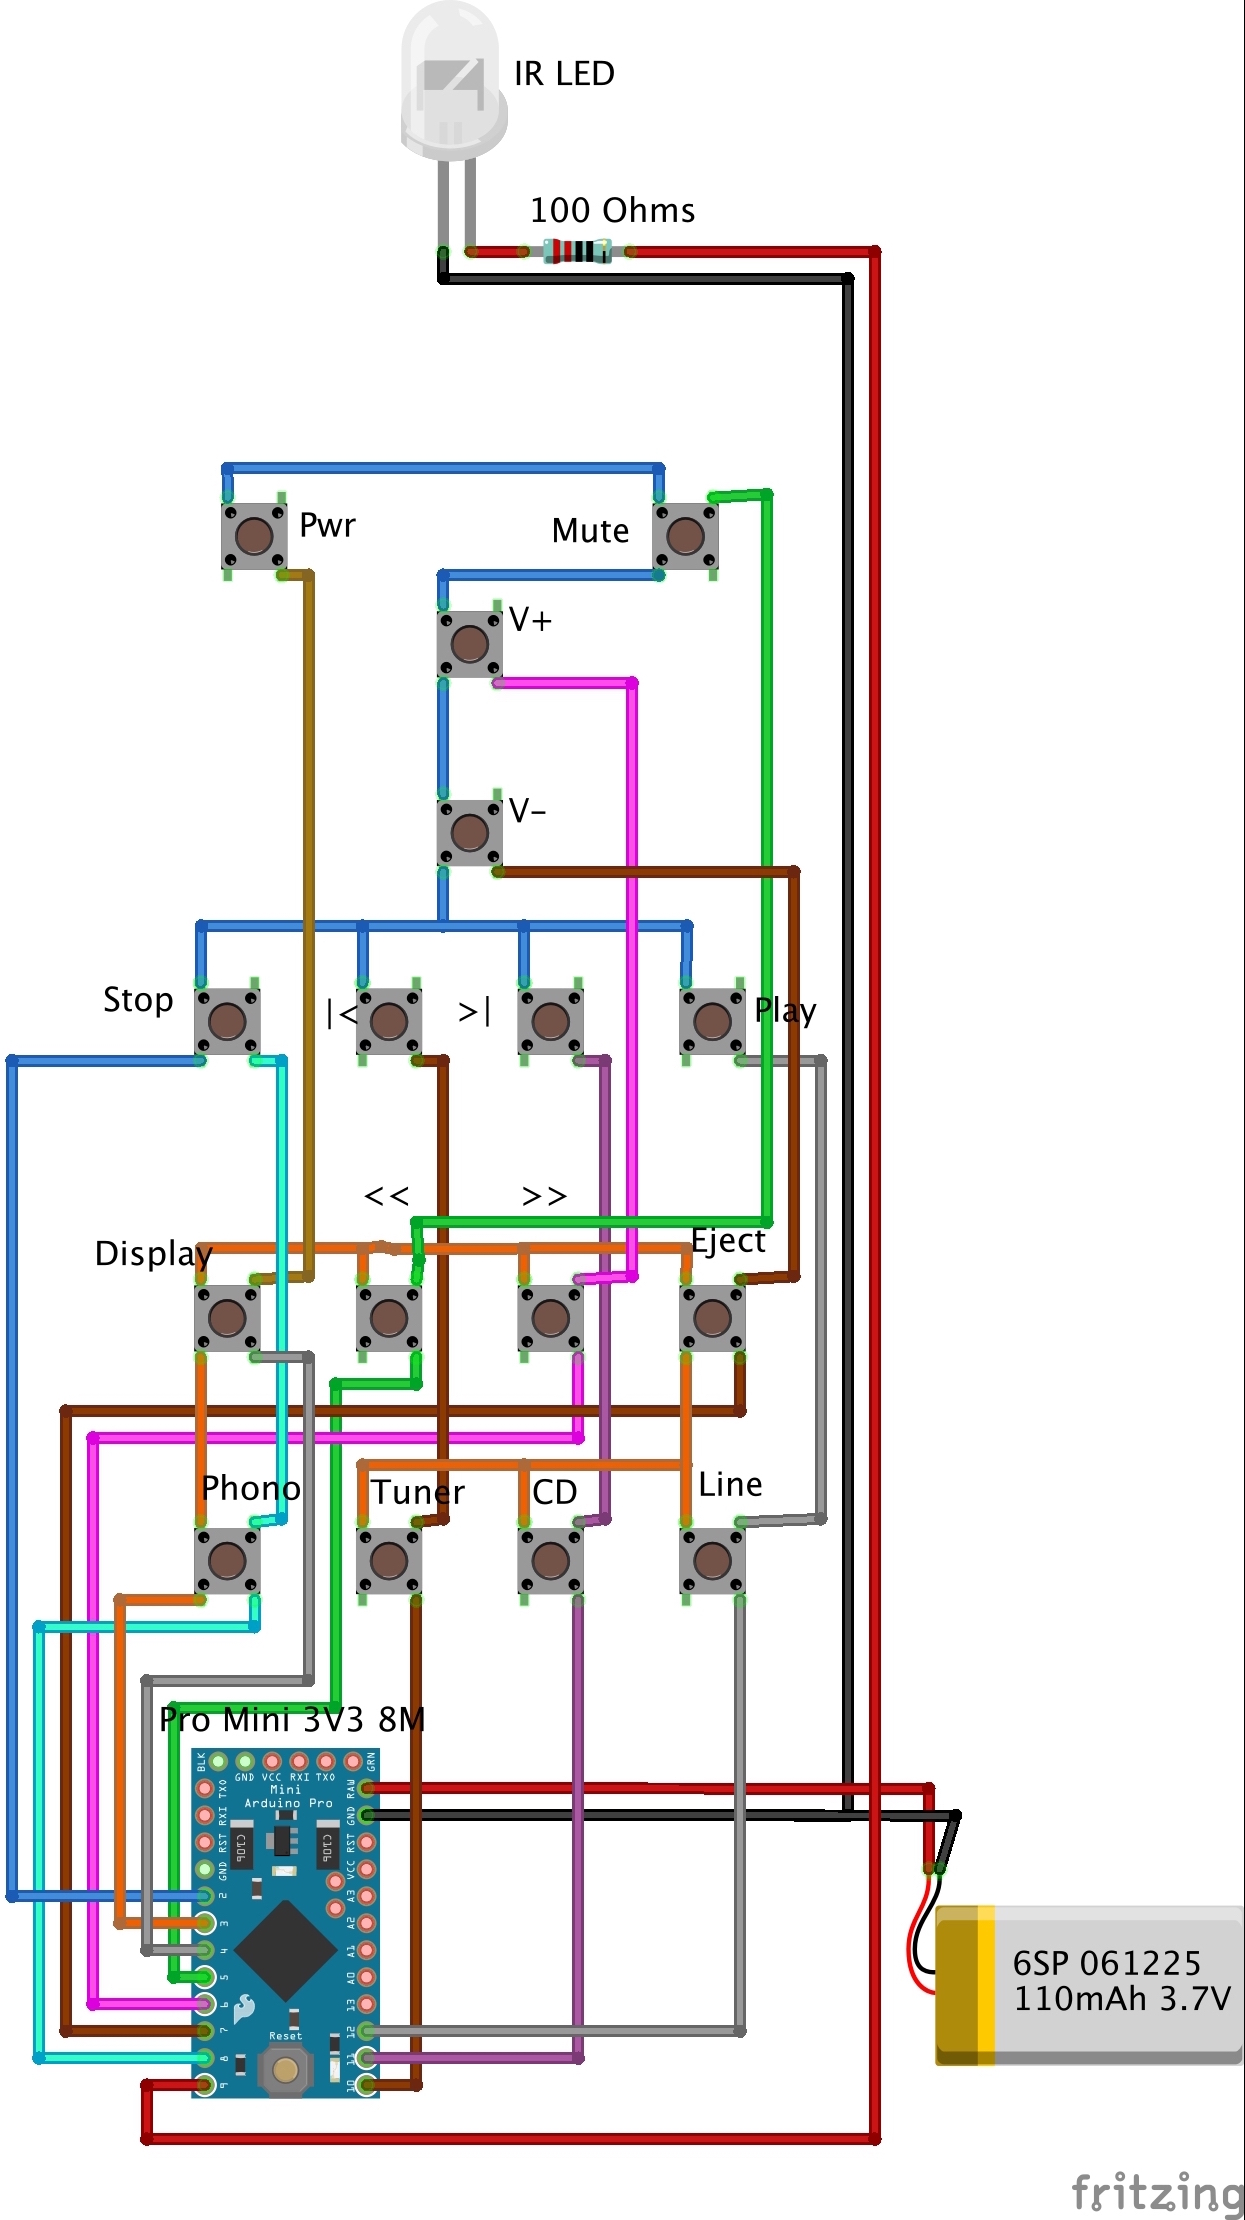 IR LED
100 Ohms
Pwr
Mute
V+
V-
Stop
|<
>|
Play
<<
>>
Display
Eject
Phono
Tuner
CD
Line
Pro Mini 3V3 8M
BLK
GND VCC RXI TXO
GRN
Mini
Arduino Pro
TXO
RXI
RST
GND
2
3
4
5
6
7
8
9
RAW
GND
RST
VCC
A3
A2
A1
A0
13
12
11
10
C106
C106
Reset
6SP 061225
110mAh 3.7V
fritzing